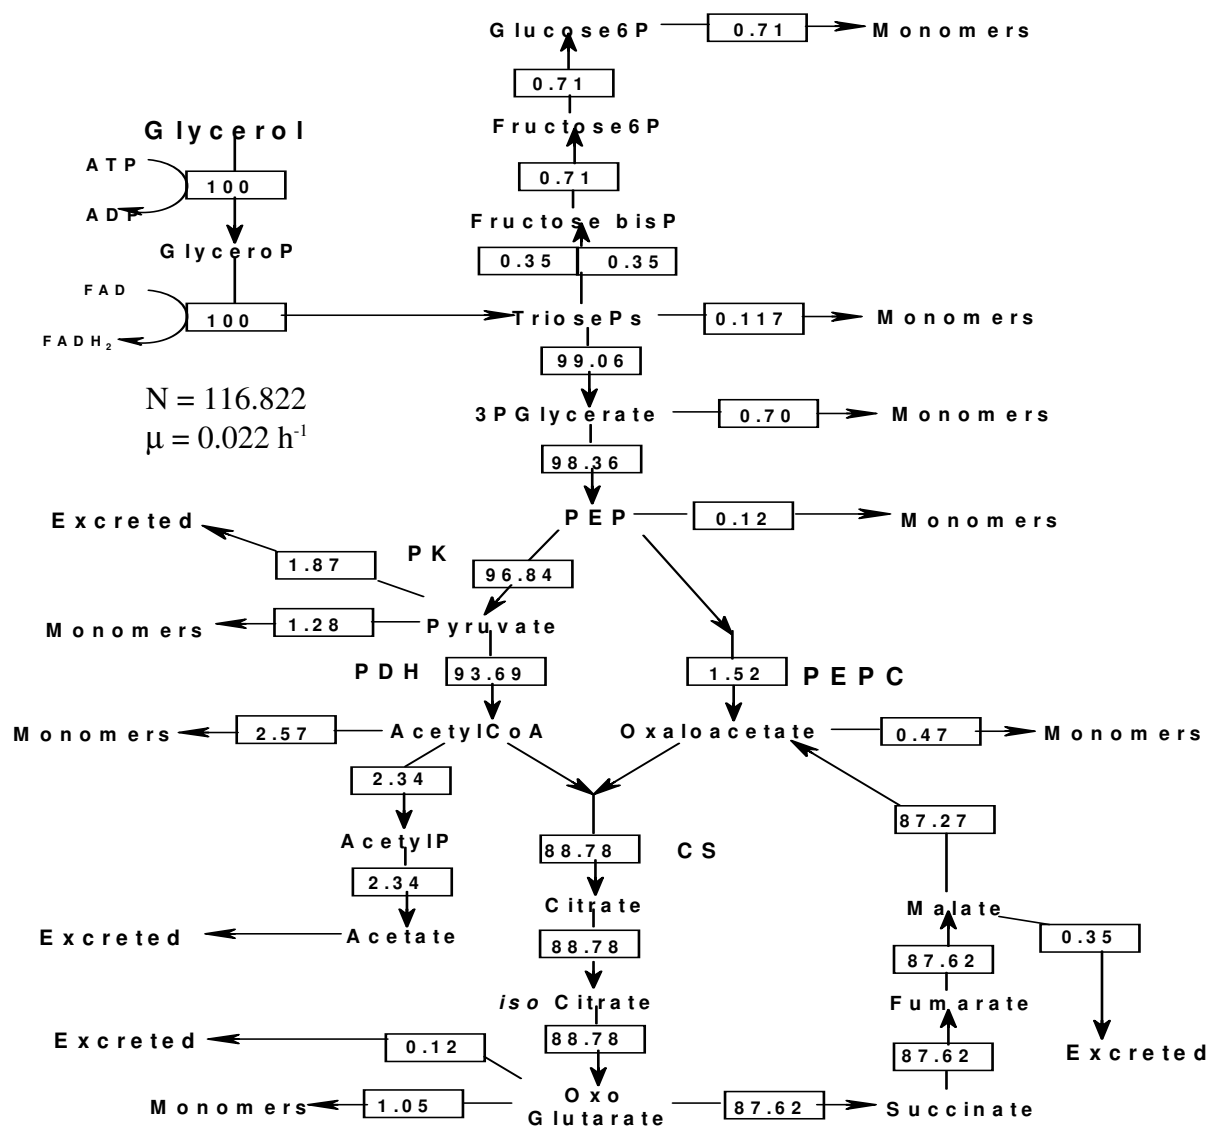 Glucose6P 0.71 Monomers
0.71
Fructose6P
Glycerol
ATP
100
0.71
ADP
Fructose bisP
GlyceroP
0.35 0.35
FAD
100
TriosePs 0.117 Monomers
FADH2
99.06
N = 116.822
3PGlycerate 0.70 Monomers
μ = 0.022 h-1
98.36
Excreted
PEP 0.12 Monomers
PK
1.87
96.84
Monomers 1.28 Pyruvate
PDH 93.69
1.52 PEPC
Monomers 2.57 AcetylCoA Oxaloacetate 0.47 Monomers
2.34
87.27
AcetylP
88.78 CS
2.34
Citrate
Malate
Excreted Acetate
88.78
0.35
87.62
iso Citrate
Fumarate
Excreted 0.12
88.78
87.62
Excreted
Monomers 1.05
Oxo
Glutarate
87.62 Succinate